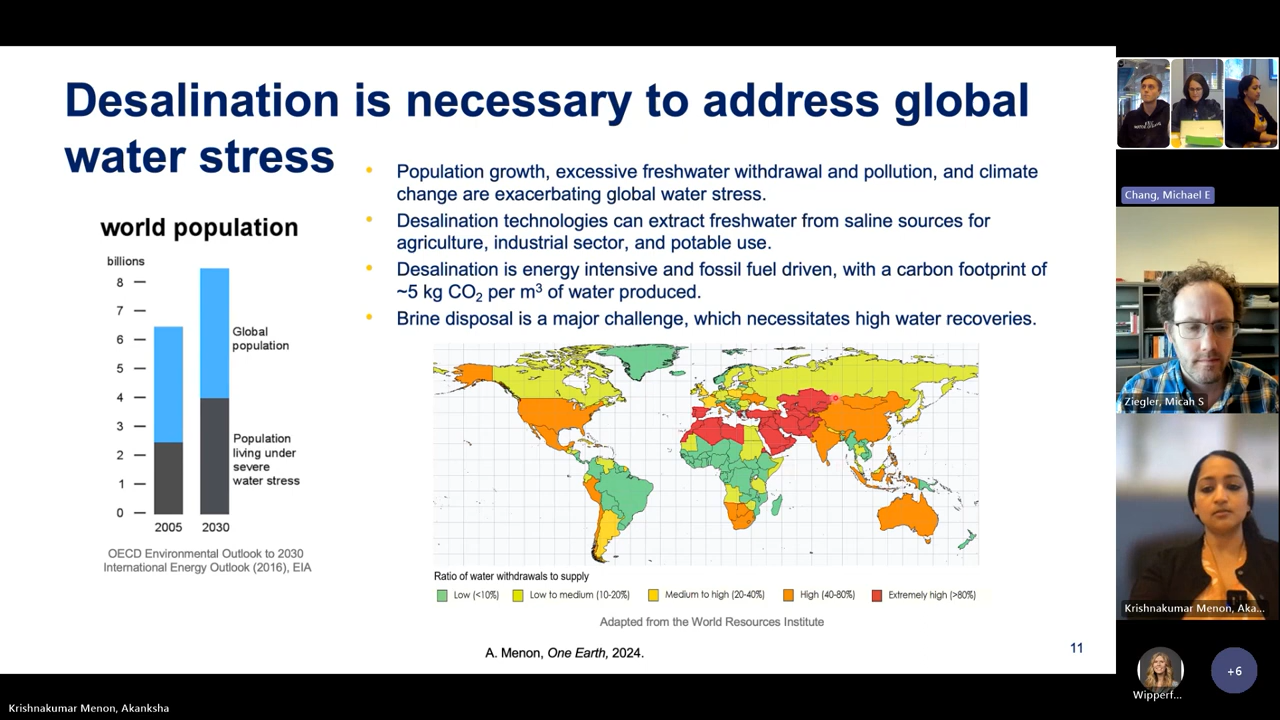 Desalination is necessary to address global
water stress
• Population growth, excessive freshwater withdrawal and pollution, and climate
change are exacerbating global water stress.
• Desalination technologies can extract freshwater from saline sources for
agriculture, industrial sector, and potable use.
• Desalination is energy intensive and fossil fuel driven, with a carbon footprint of
~5 kg CO₂ per m³ of water produced.
• Brine disposal is a major challenge, which necessitates high water recoveries.
world population
billions
8
7
6
5
4
3
2
1
0
Global
population
Population
living under
severe
water stress
2005 2030
OECD Environmental Outlook to 2030
International Energy Outlook (2016), EIA
Ratio of water withdrawals to supply
Low (<10%) Low to medium (10-20%) Medium to high (20-40%) High (40-80%) Extremely high (>80%)
Adapted from the World Resources Institute
A. Menon, One Earth, 2024.
11
Chang, Michael E
Ziegler, Micah S
Krishnakumar Menon, Aka...
Wipperf...
+6
Krishnakumar Menon, Akanksha